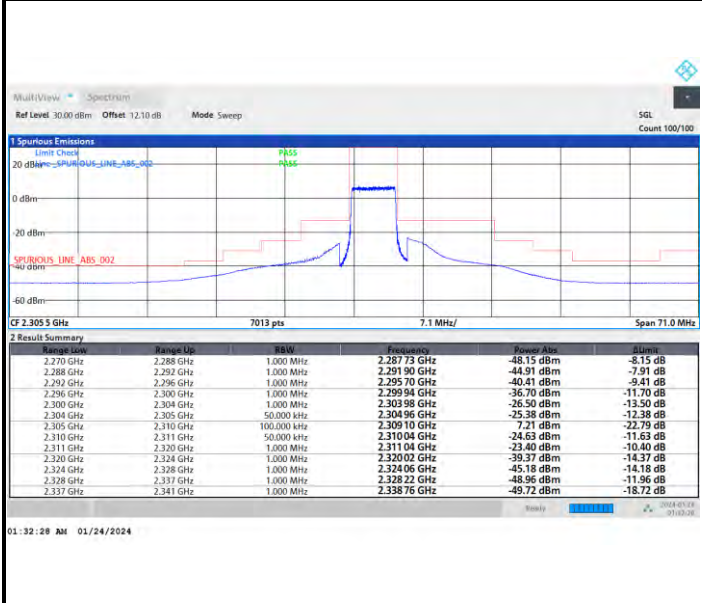 MultiView Spectrum
Ref Level 30.00 dBm Offset 12.10 dB Mode Sweep SGL
Count 100/100
1 Spurious Emissions
Limit Check PASS
20 dBm Line _SPURIOUS_LINE_ABS_002 PASS
0 dBm
-20 dBm
SPURIOUS_LINE_ABS_002
-40 dBm
-60 dBm
CF 2.305 5 GHz 7013 pts 7.1 MHz/ Span 71.0 MHz
2 Result Summary
Range Low Range Up RBW Frequency Power Abs ΔLimit
2.270 GHz 2.288 GHz 1.000 MHz 2.287 73 GHz -48.15 dBm -8.15 dB
2.288 GHz 2.292 GHz 1.000 MHz 2.291 90 GHz -44.91 dBm -7.91 dB
2.292 GHz 2.296 GHz 1.000 MHz 2.295 70 GHz -40.41 dBm -9.41 dB
2.296 GHz 2.300 GHz 1.000 MHz 2.299 94 GHz -36.70 dBm -11.70 dB
2.300 GHz 2.304 GHz 1.000 MHz 2.303 98 GHz -26.50 dBm -13.50 dB
2.304 GHz 2.305 GHz 50.000 kHz 2.304 96 GHz -25.38 dBm -12.38 dB
2.305 GHz 2.310 GHz 100.000 kHz 2.309 10 GHz 7.21 dBm -22.79 dB
2.310 GHz 2.311 GHz 50.000 kHz 2.310 04 GHz -24.63 dBm -11.63 dB
2.311 GHz 2.320 GHz 1.000 MHz 2.311 04 GHz -23.40 dBm -10.40 dB
2.320 GHz 2.324 GHz 1.000 MHz 2.320 02 GHz -39.37 dBm -14.37 dB
2.324 GHz 2.328 GHz 1.000 MHz 2.324 06 GHz -45.18 dBm -14.18 dB
2.328 GHz 2.337 GHz 1.000 MHz 2.328 22 GHz -48.96 dBm -11.96 dB
2.337 GHz 2.341 GHz 1.000 MHz 2.338 76 GHz -49.72 dBm -18.72 dB
Ready
01:32:28 AM 01/24/2024